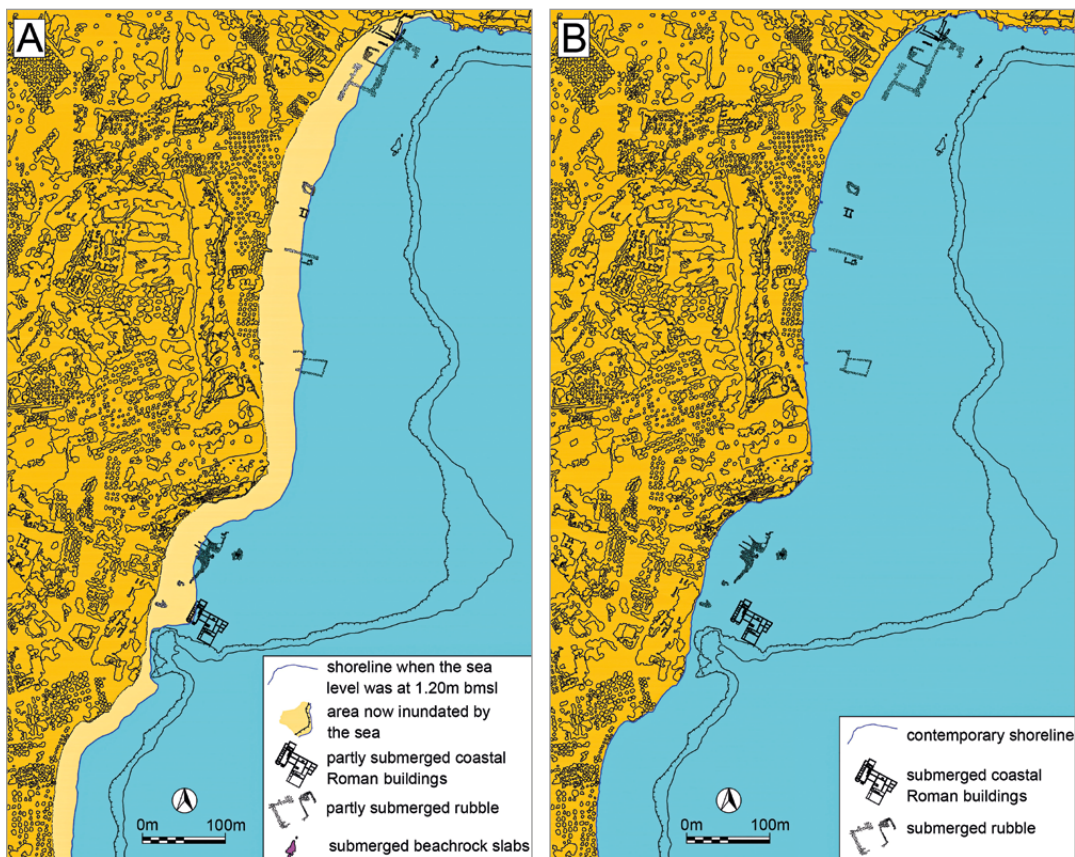 A
shoreline when the sea
level was at 1.20m bmsl
area now inundated by
the sea
partly submerged coastal
Roman buildings
partly submerged rubble
submerged beachrock slabs
0m 100m
B
contemporary shoreline
submerged coastal
Roman buildings
submerged rubble
0m 100m